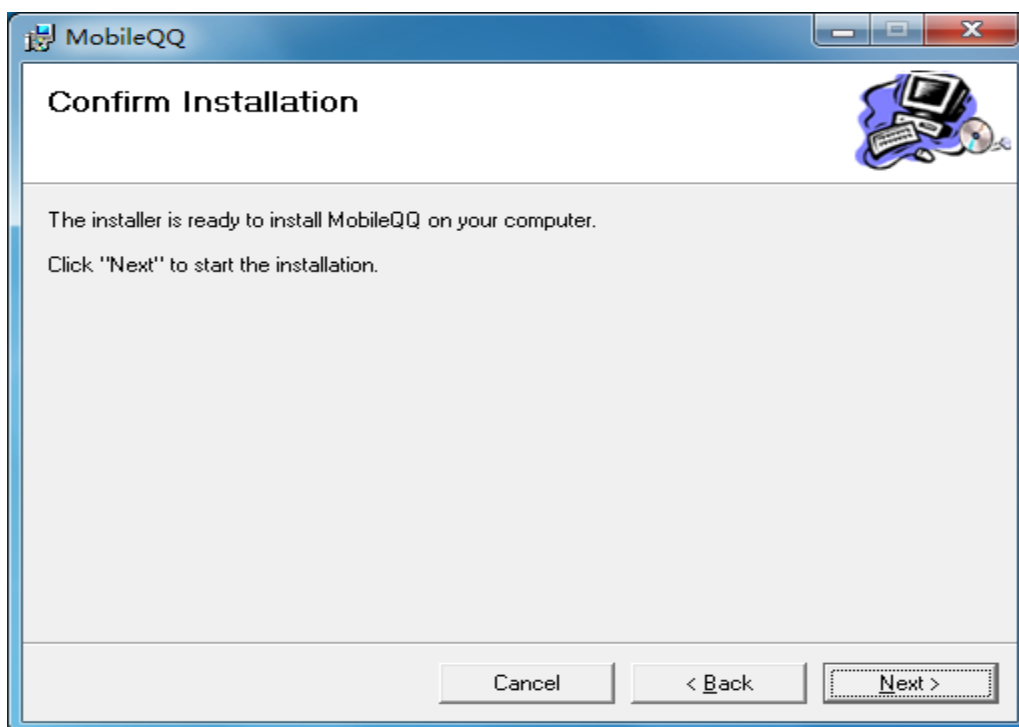 MobileQQ
Confirm Installation
The installer is ready to install MobileQQ on your computer.
Click "Next" to start the installation.
Cancel
< Back
Next >